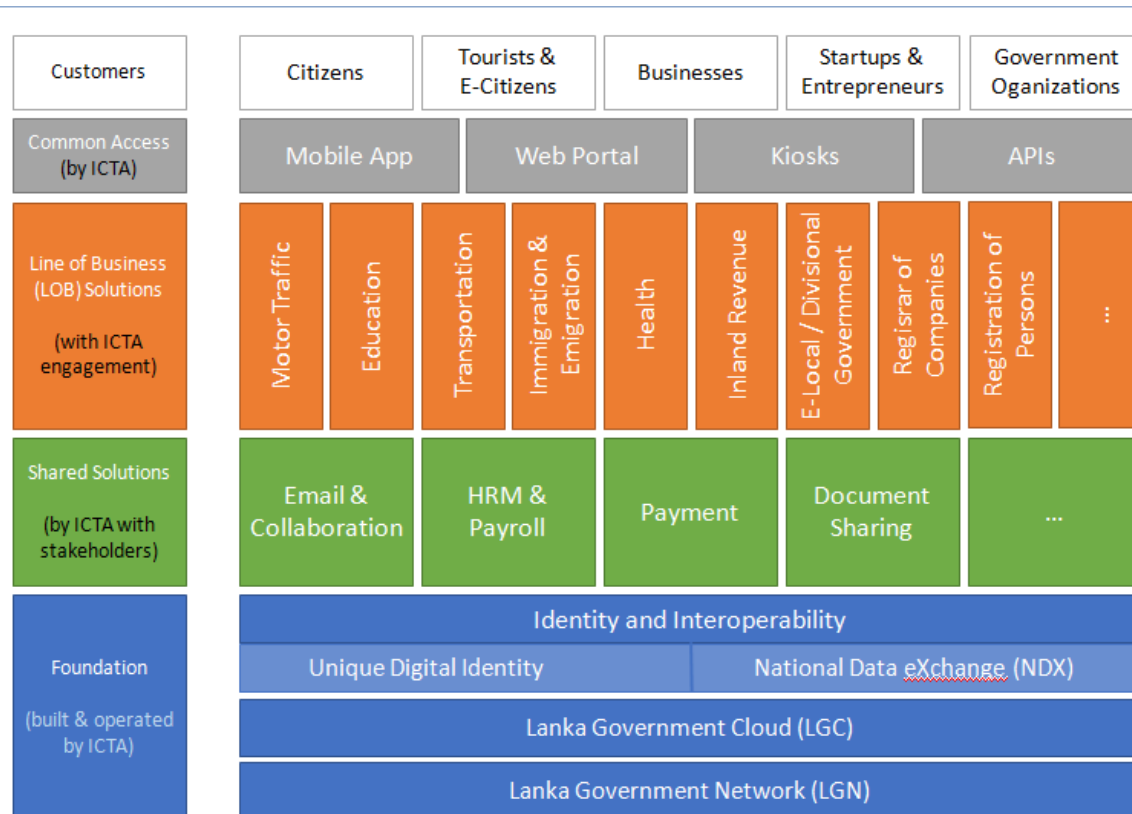 Customers
Citizens
Tourists &
E-Citizens
Businesses
Startups &
Entrepreneurs
Government
Oganizations
Common Access
(by ICTA)
Mobile App
Web Portal
Kiosks
APIs
Line of Business
(LOB) Solutions
(with ICTA
engagement)
Motor Traffic
Education
Transportation
Immigration &
Emigration
Health
Inland Revenue
E-Local / Divisional
Government
Regisrar of
Companies
Registration of
Persons
...
Shared Solutions
(by ICTA with
stakeholders)
Email &
Collaboration
HRM &
Payroll
Payment
Document
Sharing
...
Foundation
(built & operated
by ICTA)
Identity and Interoperability
Unique Digital Identity
National Data eXchange (NDX)
Lanka Government Cloud (LGC)
Lanka Government Network (LGN)